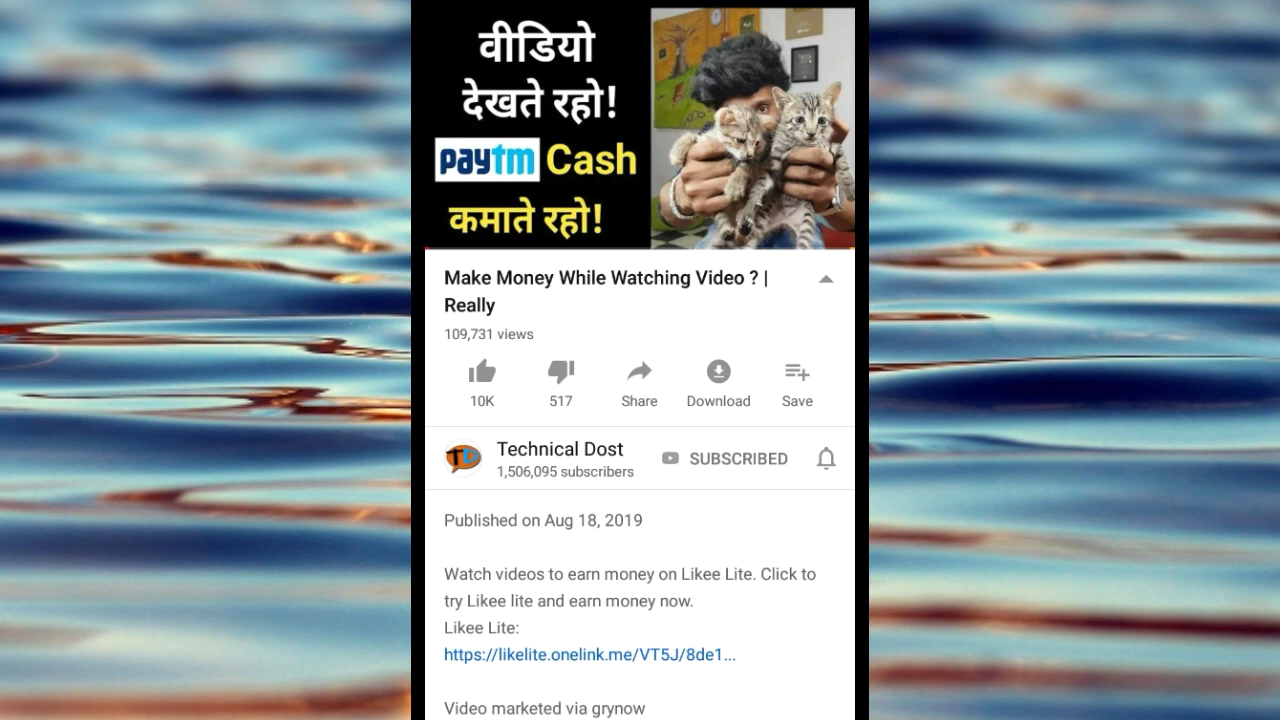 वीडियो
देखते रहो!
paytm Cash
कमाते रहो!
Make Money While Watching Video ? |
Really
109,731 views
10K
517
Share
Download
Save
TD
Technical Dost
1,506,095 subscribers
SUBSCRIBED
Published on Aug 18, 2019
Watch videos to earn money on Likee Lite. Click to
try Likee lite and earn money now.
Likee Lite:
https://likelite.onelink.me/VT5J/8de1...
Video marketed via grynow